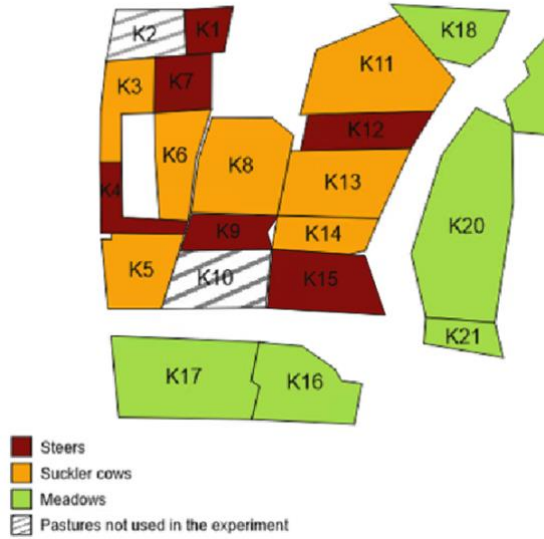 K18
K2
K1
K11
K3
K7
K12
K6
K8
K13
K4
K20
K9
K14
K5
K10
K15
K21
K17
K16
Steers
Suckler cows
Meadows
Pastures not used in the experiment